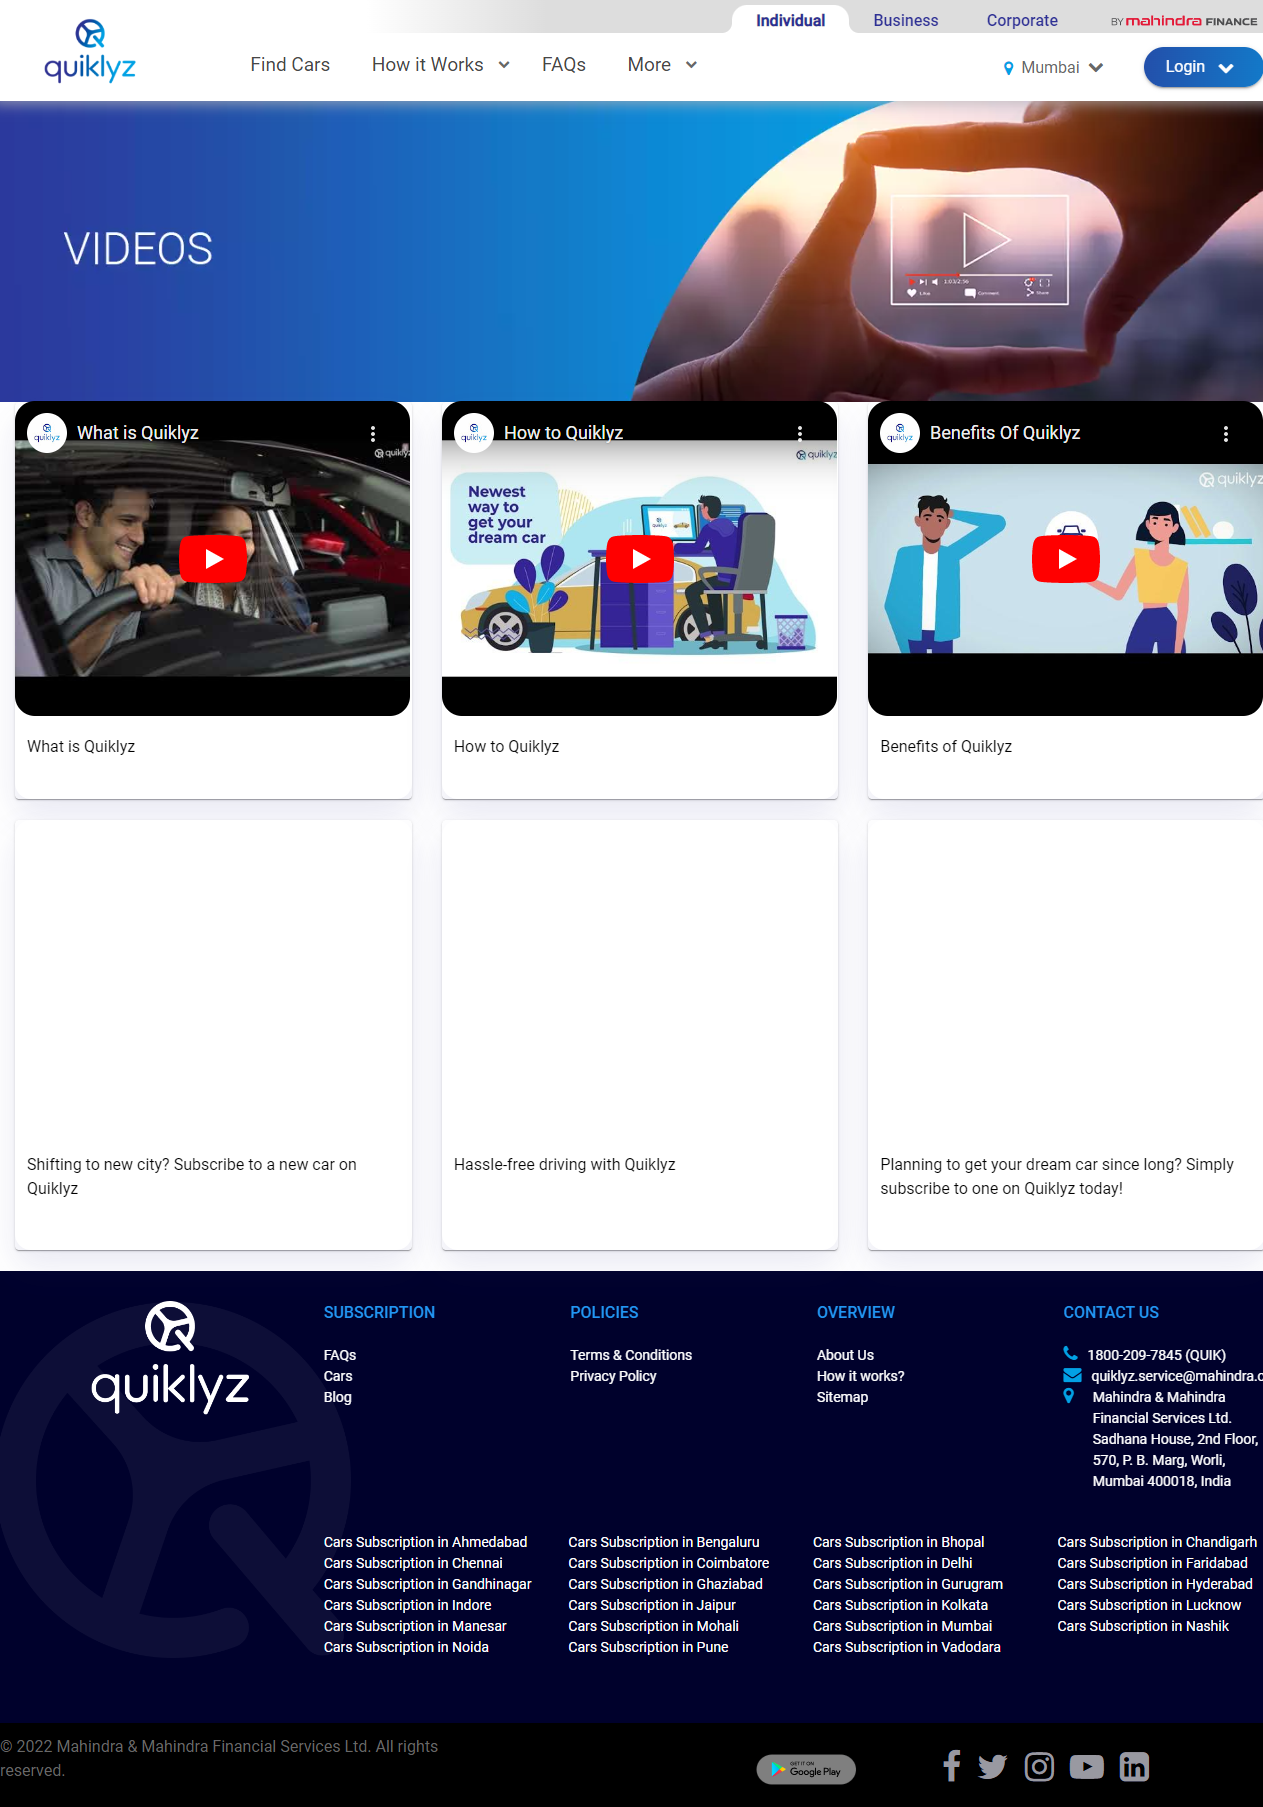 Individual
Business
Corporate
BY mahindra FINANCE
quiklyz
Find Cars
How it Works
FAQs
More
Mumbai
Login
VIDEOS
1:03/2:56
Like
Comment
Share
quiklyz
What is Quiklyz
quiklyz
What is Quiklyz
quiklyz
How to Quiklyz
quiklyz
Newest
way to
get your
dream car
quiklyz
How to Quiklyz
quiklyz
Benefits Of Quiklyz
quiklyz
Benefits of Quiklyz
Shifting to new city? Subscribe to a new car on
Quiklyz
Hassle-free driving with Quiklyz
Planning to get your dream car since long? Simply
subscribe to one on Quiklyz today!
quiklyz
SUBSCRIPTION
FAQs
Cars
Blog
POLICIES
Terms & Conditions
Privacy Policy
OVERVIEW
About Us
How it works?
Sitemap
CONTACT US
1800-209-7845 (QUIK)
quiklyz.service@mahindra.c
Mahindra & Mahindra
Financial Services Ltd.
Sadhana House, 2nd Floor,
570, P. B. Marg, Worli,
Mumbai 400018, India
Cars Subscription in Ahmedabad
Cars Subscription in Bengaluru
Cars Subscription in Bhopal
Cars Subscription in Chandigarh
Cars Subscription in Chennai
Cars Subscription in Coimbatore
Cars Subscription in Delhi
Cars Subscription in Faridabad
Cars Subscription in Gandhinagar
Cars Subscription in Ghaziabad
Cars Subscription in Gurugram
Cars Subscription in Hyderabad
Cars Subscription in Indore
Cars Subscription in Jaipur
Cars Subscription in Kolkata
Cars Subscription in Lucknow
Cars Subscription in Manesar
Cars Subscription in Mohali
Cars Subscription in Mumbai
Cars Subscription in Nashik
Cars Subscription in Noida
Cars Subscription in Pune
Cars Subscription in Vadodara
© 2022 Mahindra & Mahindra Financial Services Ltd. All rights
reserved.
GET IT ON
Google Play